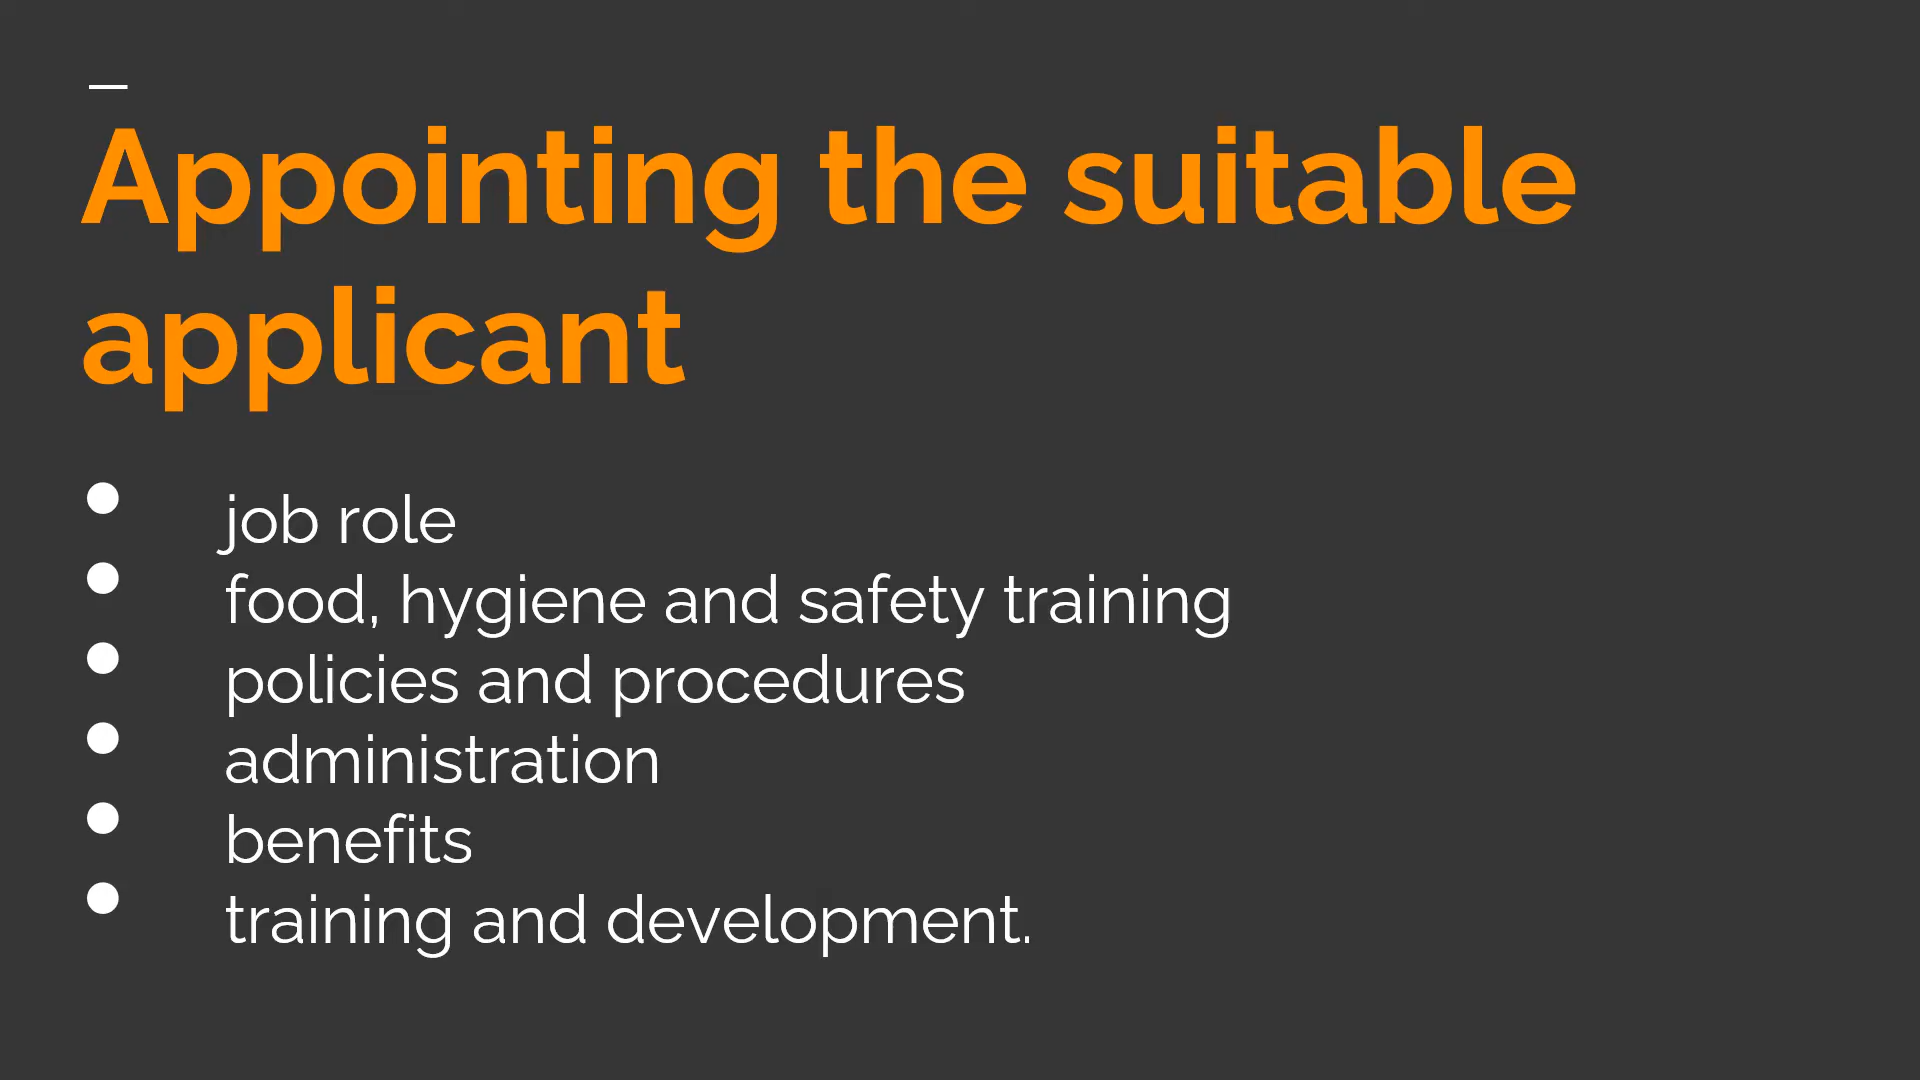 Appointing the suitable
applicant
● job role
● food, hygiene and safety training
● policies and procedures
● administration
● benefits
● training and development.